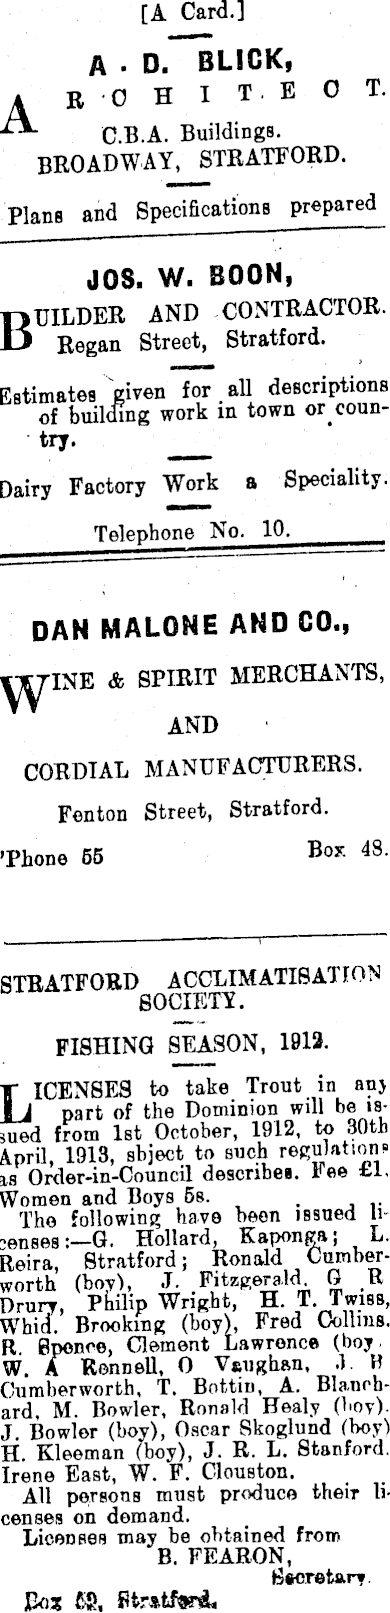 [A Card.]
A. D. BLICK,
ARCHITECT.
C.B.A. Buildings.
BROADWAY, STRATFORD.
Plans and Specifications prepared
JOS. W. BOON,
BUILDER AND CONTRACTOR.
Regan Street, Stratford.
Estimates given for all descriptions
of building work in town or coun-
try.
Dairy Factory Work a Speciality.
Telephone No. 10.
DAN MALONE AND CO.,
WINE & SPIRIT MERCHANTS,
AND
CORDIAL MANUFACTURERS.
Fenton Street, Stratford.
'Phone 55 Box 48.
STRATFORD ACCLIMATISATION
SOCIETY.
FISHING SEASON, 1912.
LICENSES to take Trout in any
part of the Dominion will be is-
sued from 1st October, 1912, to 30th
April, 1913, sbject to such regulations
as Order-in-Council describes. Fee £1.
Women and Boys 5s.
The following have been issued li-
censes:—G. Hollard, Kaponga; L.
Reira, Stratford; Ronald Cumber-
worth (boy), J. Fitzgerald, G R
Drury, Philip Wright, H. T. Twiss,
Whid. Brooking (boy), Fred Collins.
R. Spence, Clement Lawrence (boy.
W. A Rennell, O Vaughan, J. B
Cumberworth, T. Bottin, A. Blanch-
ard, M. Bowler, Ronald Healy (boy).
J. Bowler (boy), Oscar Skoglund (boy)
H. Kleeman (boy), J. R. L. Stanford.
Irene East, W. F. Clouston.
All persons must produce their li-
censes on demand.
Licenses may be obtained from
B. FEARON,
Secretary.
Box 52, Stratford.